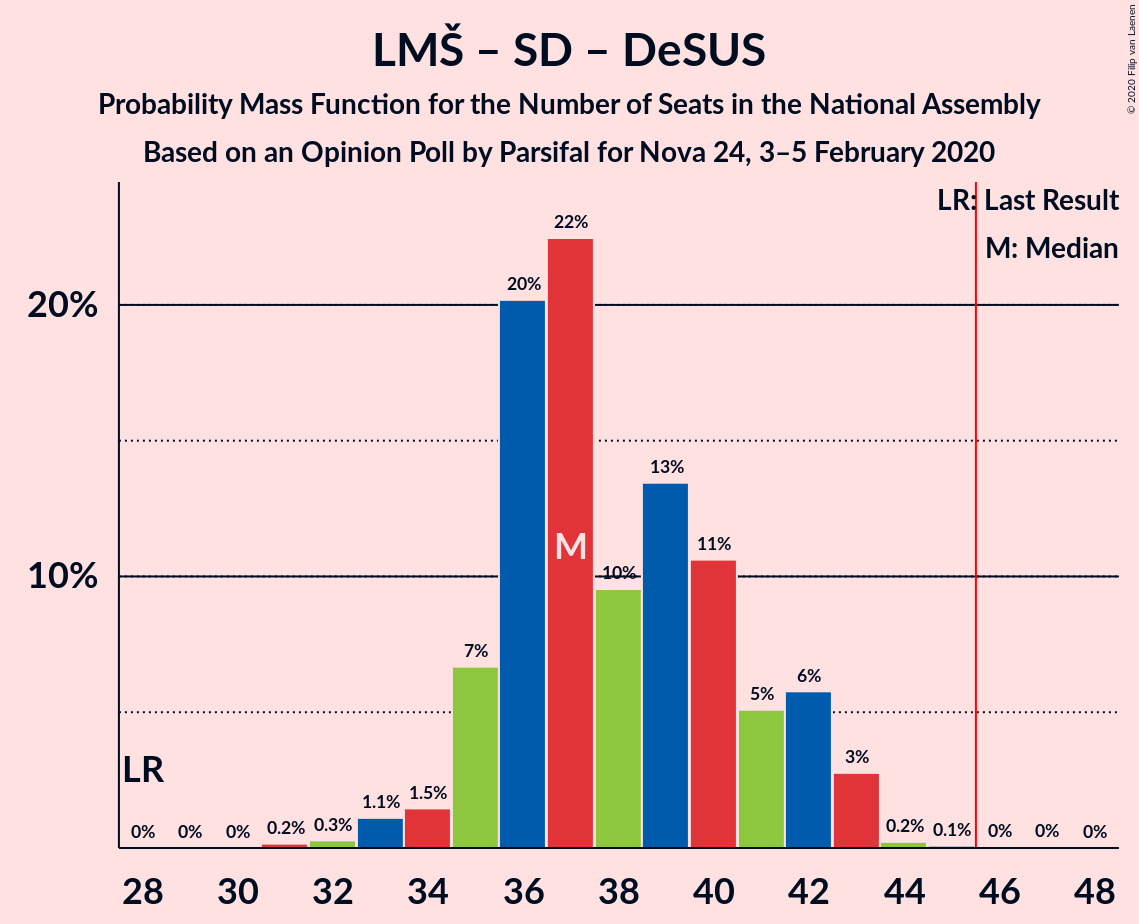 LMŠ – SD – DeSUS
Probability Mass Function for the Number of Seats in the National Assembly
Based on an Opinion Poll by Parsifal for Nova 24, 3–5 February 2020
© 2020 Filip van Laenen
LR: Last Result
M: Median
20%
10%
LR
M
0%
0%
0%
0.2%
0.3%
1.1%
1.5%
7%
20%
22%
10%
13%
11%
5%
6%
3%
0.2%
0.1%
0%
0%
0%
28 30 32 34 36 38 40 42 44 46 48